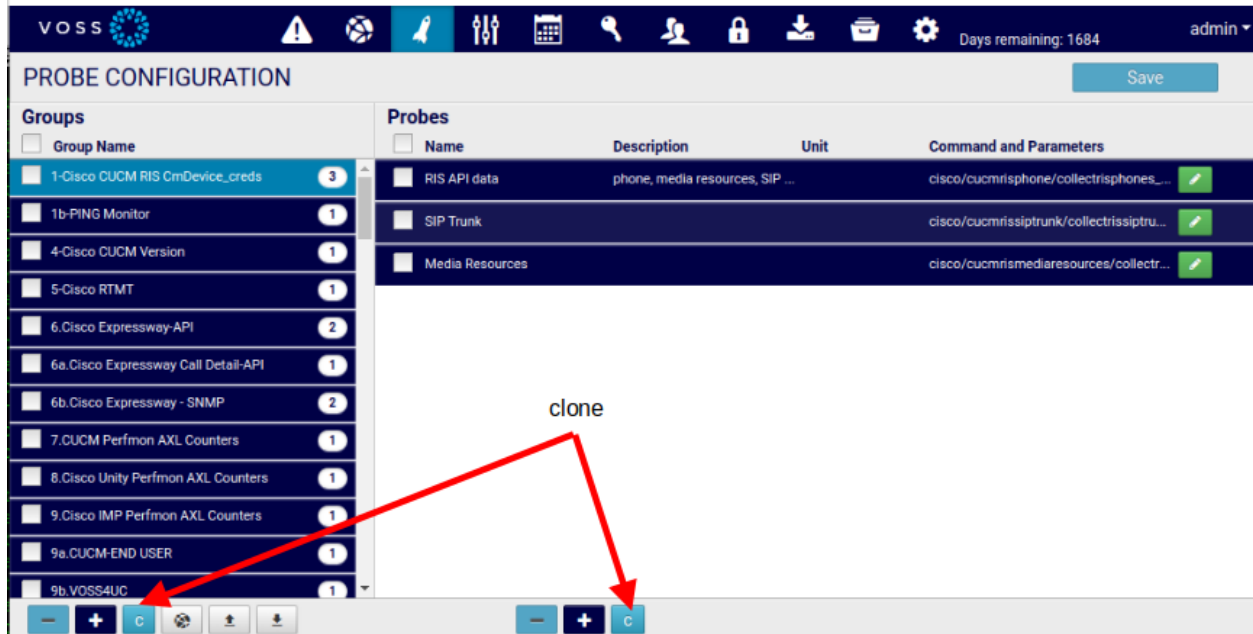 VOSS
Days remaining: 1684
admin
PROBE CONFIGURATION
Save
Groups
Group Name
1-Cisco CUCM RIS CmDevice_creds 3
1b-PING Monitor 1
4-Cisco CUCM Version 1
5-Cisco RTMT 1
6.Cisco Expressway-API 2
6a.Cisco Expressway Call Detail-API 1
6b.Cisco Expressway - SNMP 2
7.CUCM Perfmon AXL Counters 1
8.Cisco Unity Perfmon AXL Counters 1
9.Cisco IMP Perfmon AXL Counters 1
9a.CUCM-END USER 1
9b.VOSS4UC 1
Probes
Name Description Unit Command and Parameters
RIS API data phone, media resources, SIP ... cisco/cucmrisphone/collectrisphones_...
SIP Trunk cisco/cucmrissiptrunk/collectrissiptru...
Media Resources cisco/cucmrismediaresources/collectr...
clone
C
C